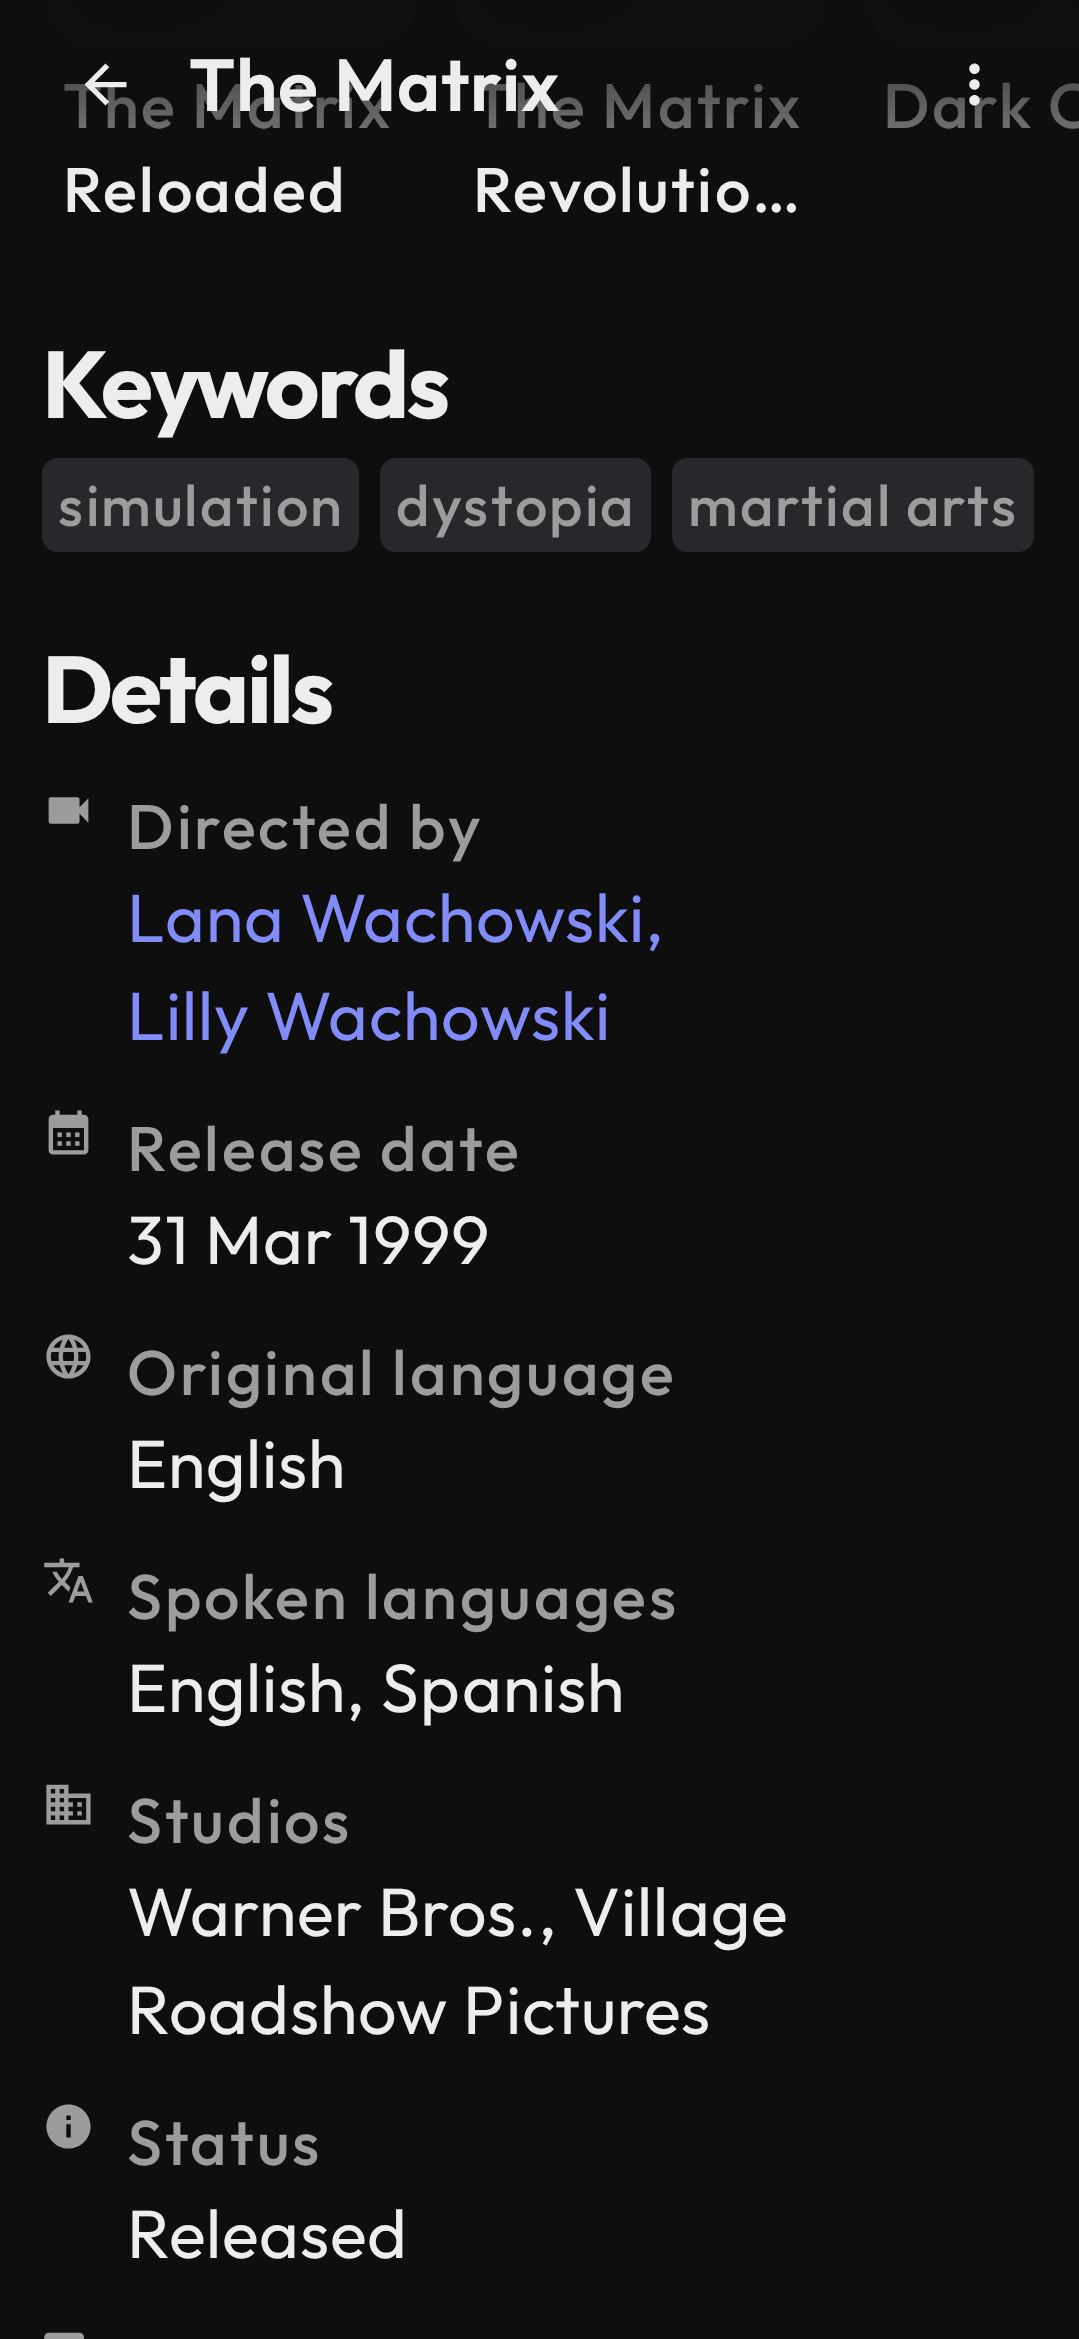 The Matrix
The Matrix The Matrix Dark C
Reloaded Revolutio...
Keywords
simulation dystopia martial arts
Details
Directed by
Lana Wachowski,
Lilly Wachowski
Release date
31 Mar 1999
Original language
English
Spoken languages
English, Spanish
Studios
Warner Bros., Village
Roadshow Pictures
Status
Released